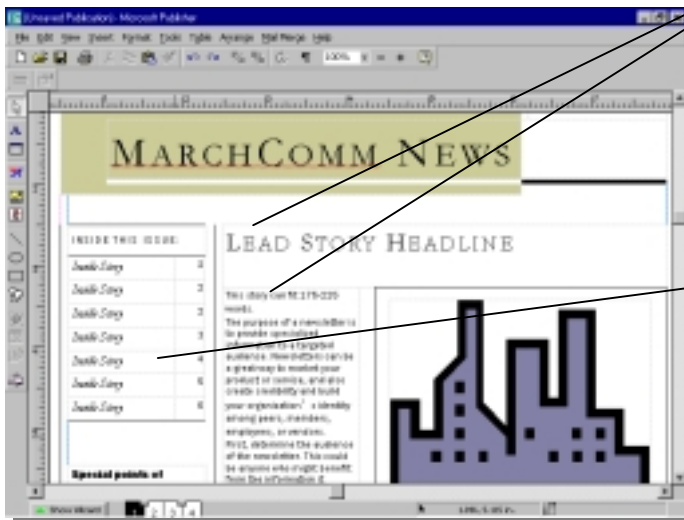 (Unsaved Publication) - Microsoft Publisher
File Edit View Insert Format Tools Table Arrange Mail Merge Help
100%
MARCHCOMM NEWS
INSIDE THIS ISSUE:
LEAD STORY HEADLINE
Inside Story 2
Inside Story 2
Inside Story 2
Inside Story 3
Inside Story 4
Inside Story 5
Inside Story 6
Special points of
This story can fit 175-225
words.
The purpose of a newsletter is
to provide specialized
information to a targeted
audience. Newsletters can be
a great way to market your
product or service, and also
create credibility and build
your organization's identity
among peers, members,
employees, or vendors.
First, determine the audience
of the newsletter. This could
be anyone who might benefit
from the information it
Show Wizard 1 2 3 4